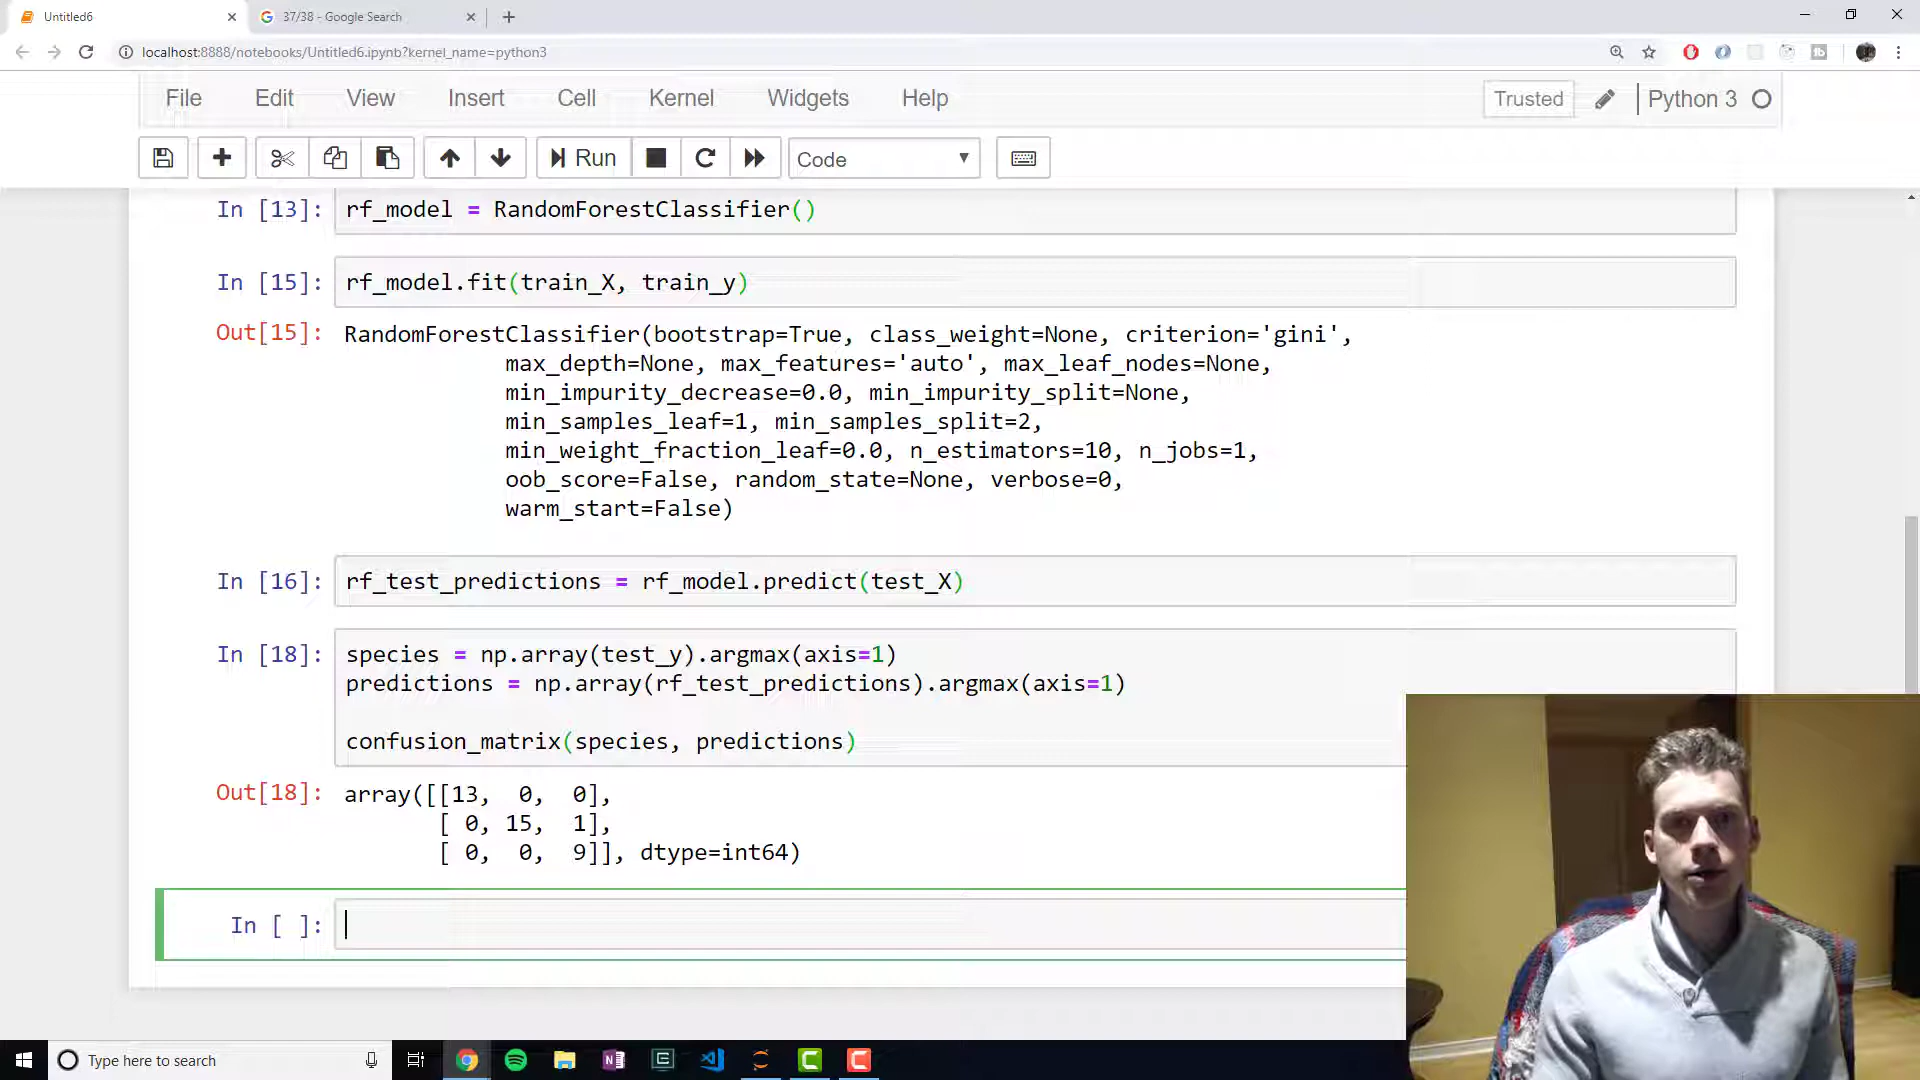 Untitled6
37/38 - Google Search
localhost:8888/notebooks/Untitled6.ipynb?kernel_name=python3
File Edit View Insert Cell Kernel Widgets Help
Trusted
Python 3
Run
Code
In [13]: rf_model = RandomForestClassifier()
In [15]: rf_model.fit(train_X, train_y)
Out[15]: RandomForestClassifier(bootstrap=True, class_weight=None, criterion='gini',
max_depth=None, max_features='auto', max_leaf_nodes=None,
min_impurity_decrease=0.0, min_impurity_split=None,
min_samples_leaf=1, min_samples_split=2,
min_weight_fraction_leaf=0.0, n_estimators=10, n_jobs=1,
oob_score=False, random_state=None, verbose=0,
warm_start=False)
In [16]: rf_test_predictions = rf_model.predict(test_X)
In [18]: species = np.array(test_y).argmax(axis=1)
predictions = np.array(rf_test_predictions).argmax(axis=1)
confusion_matrix(species, predictions)
Out[18]: array([[13, 0, 0],
[ 0, 15, 1],
[ 0, 0, 9]], dtype=int64)
In [ ]:
Type here to search